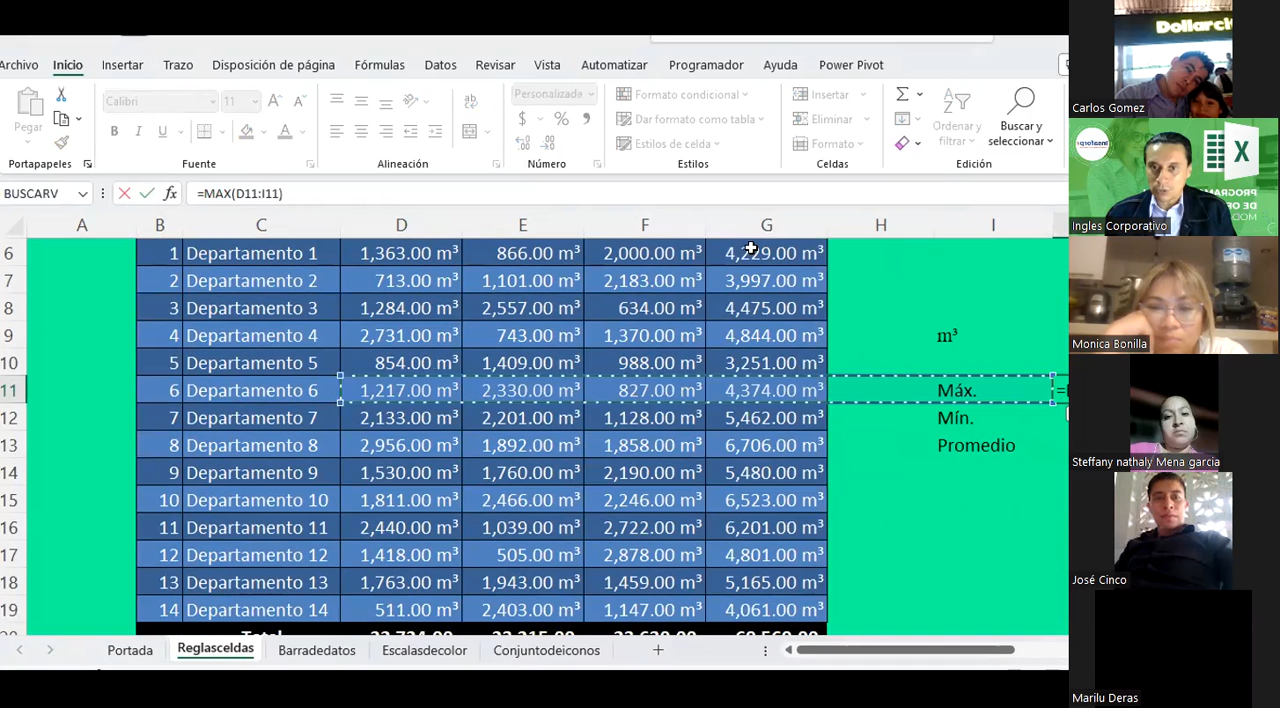 Archivo Inicio Insertar Trazo Disposición de página Fórmulas Datos Revisar Vista Automatizar Programador Ayuda Power Pivot
Pegar
Calibri 11
N K S
Personalizada
Formato condicional
Dar formato como tabla
Estilos de celda
Insertar
Eliminar
Formato
Ordenar y filtrar
Buscar y seleccionar
Portapapeles Fuente Alineación Número Estilos Celdas Edición
BUSCARV fx =MAX(D11:I11)
A B C D E F G H I
6 1 Departamento 1 1,363.00 m³ 866.00 m³ 2,000.00 m³ 4,229.00 m³
7 2 Departamento 2 713.00 m³ 1,101.00 m³ 2,183.00 m³ 3,997.00 m³
8 3 Departamento 3 1,284.00 m³ 2,557.00 m³ 634.00 m³ 4,475.00 m³
9 4 Departamento 4 2,731.00 m³ 743.00 m³ 1,370.00 m³ 4,844.00 m³ m³
10 5 Departamento 5 854.00 m³ 1,409.00 m³ 988.00 m³ 3,251.00 m³
11 6 Departamento 6 1,217.00 m³ 2,330.00 m³ 827.00 m³ 4,374.00 m³ Máx.
12 7 Departamento 7 2,133.00 m³ 2,201.00 m³ 1,128.00 m³ 5,462.00 m³ Mín.
13 8 Departamento 8 2,956.00 m³ 1,892.00 m³ 1,858.00 m³ 6,706.00 m³ Promedio
14 9 Departamento 9 1,530.00 m³ 1,760.00 m³ 2,190.00 m³ 5,480.00 m³
15 10 Departamento 10 1,811.00 m³ 2,466.00 m³ 2,246.00 m³ 6,523.00 m³
16 11 Departamento 11 2,440.00 m³ 1,039.00 m³ 2,722.00 m³ 6,201.00 m³
17 12 Departamento 12 1,418.00 m³ 505.00 m³ 2,878.00 m³ 4,801.00 m³
18 13 Departamento 13 1,763.00 m³ 1,943.00 m³ 1,459.00 m³ 5,165.00 m³
19 14 Departamento 14 511.00 m³ 2,403.00 m³ 1,147.00 m³ 4,061.00 m³
Total
Portada Reglasceldas Barradedatos Escalasdecolor Conjuntodeiconos
Carlos Gomez
Ingles Corporativo
Monica Bonilla
Steffany nathaly Mena garcia
José Cinco
Marilu Deras